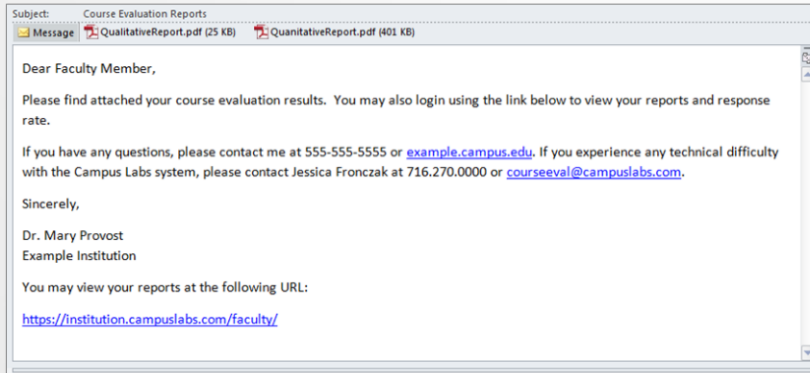 Subject: Course Evaluation Reports
Message QualitativeReport.pdf (25 KB) QuanitativeReport.pdf (401 KB)
Dear Faculty Member,
Please find attached your course evaluation results. You may also login using the link below to view your reports and response
rate.
If you have any questions, please contact me at 555-555-5555 or example.campus.edu. If you experience any technical difficulty
with the Campus Labs system, please contact Jessica Fronczak at 716.270.0000 or courseeval@campuslabs.com.
Sincerely,
Dr. Mary Provost
Example Institution
You may view your reports at the following URL:
https://institution.campuslabs.com/faculty/